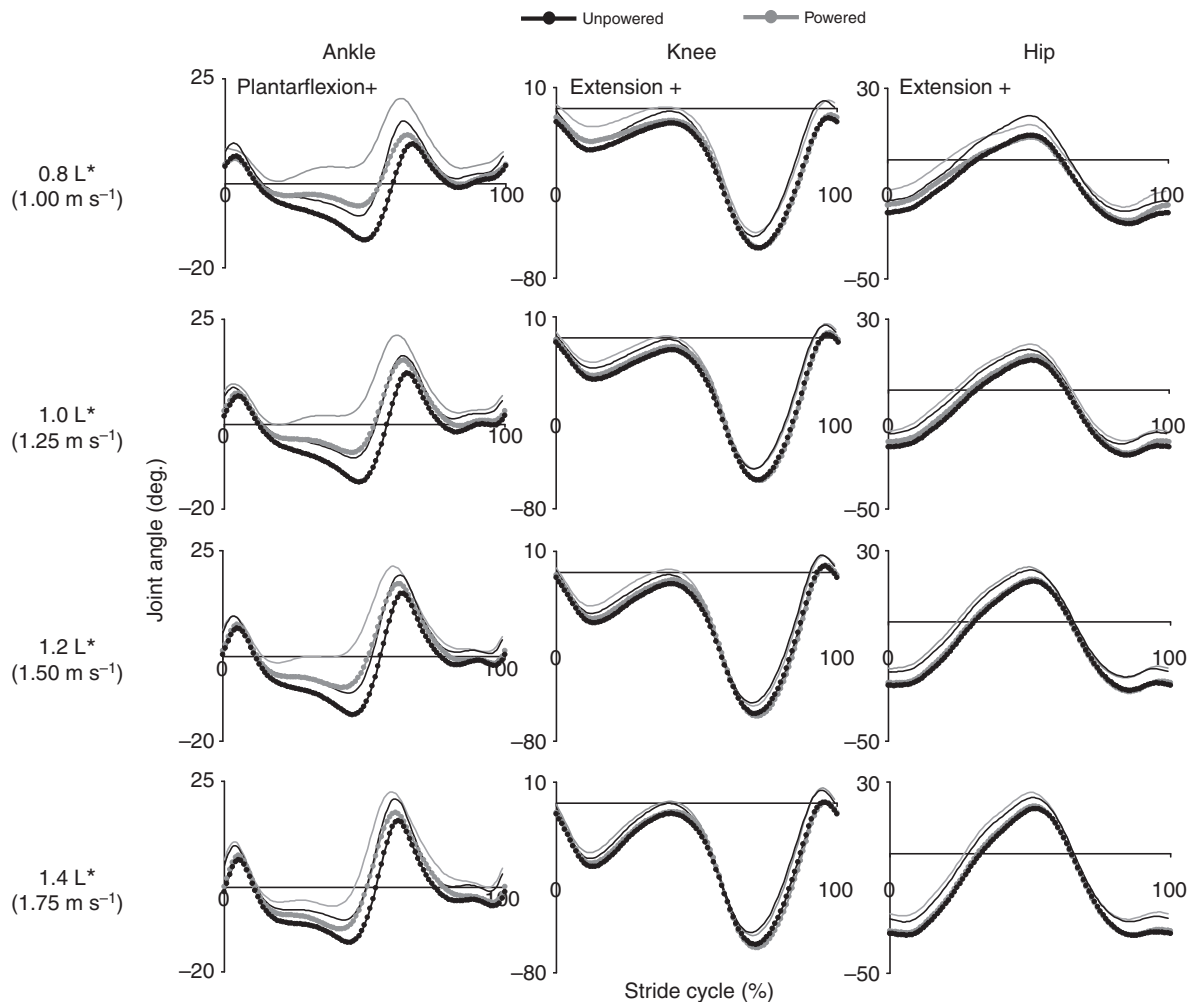 Unpowered Powered
Ankle Knee Hip
25 10 30
Plantarflexion+ Extension + Extension +
0.8 L*
(1.00 m s–1)
0 100 0 100 0 100
–20 –80 –50
25 10 30
1.0 L*
(1.25 m s–1)
0 100 0 100 0 100
–20 –80 –50
Joint angle (deg.)
25 10 30
1.2 L*
(1.50 m s–1)
0 100 0 100 0 100
–20 –80 –50
25 10 30
1.4 L*
(1.75 m s–1)
0 100 0 100 0 100
–20 –80 –50
Stride cycle (%)